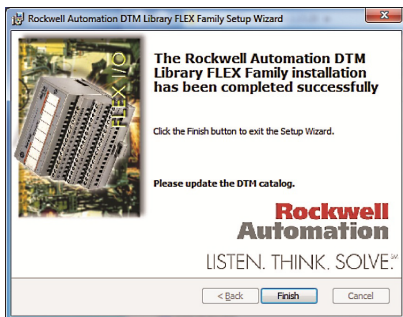 Rockwell Automation DTM Library FLEX Family Setup Wizard
FLEX I/O
The Rockwell Automation DTM
Library FLEX Family installation
has been completed successfully
Click the Finish button to exit the Setup Wizard.
Please update the DTM catalog.
Rockwell
Automation
LISTEN. THINK. SOLVE.
< Back
Finish
Cancel